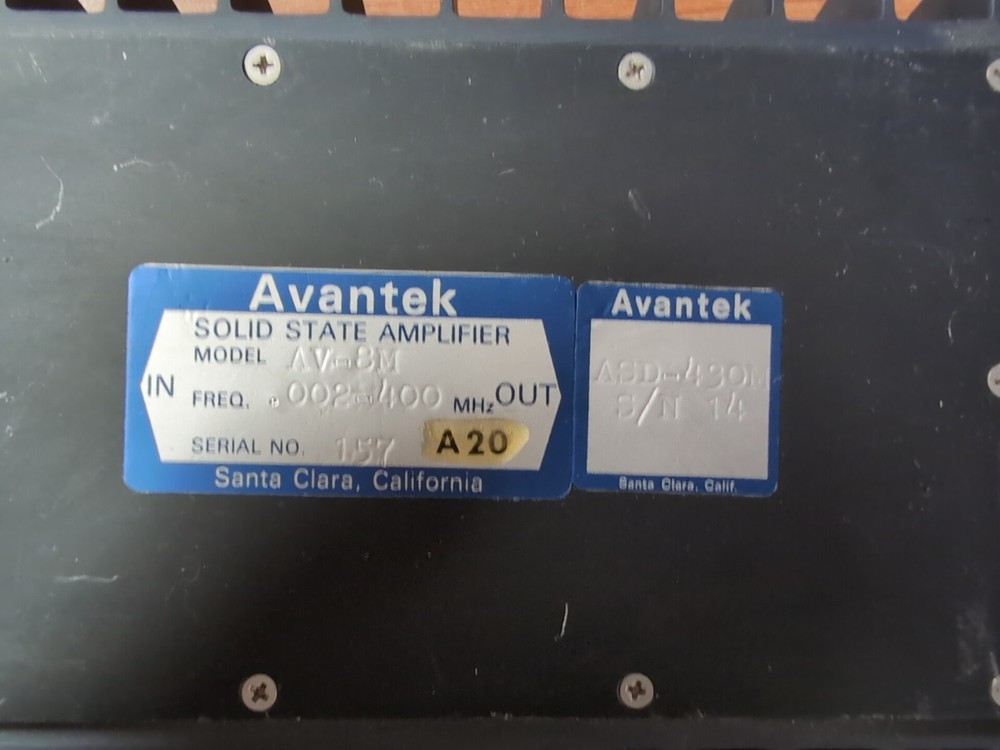 Avantek
SOLID STATE AMPLIFIER
MODEL AV-8M
IN
FREQ. .002-400 MHz
OUT
SERIAL NO. 157 A20
Santa Clara, California
Avantek
ASD-430M
S/N 14
Santa Clara, Calif.